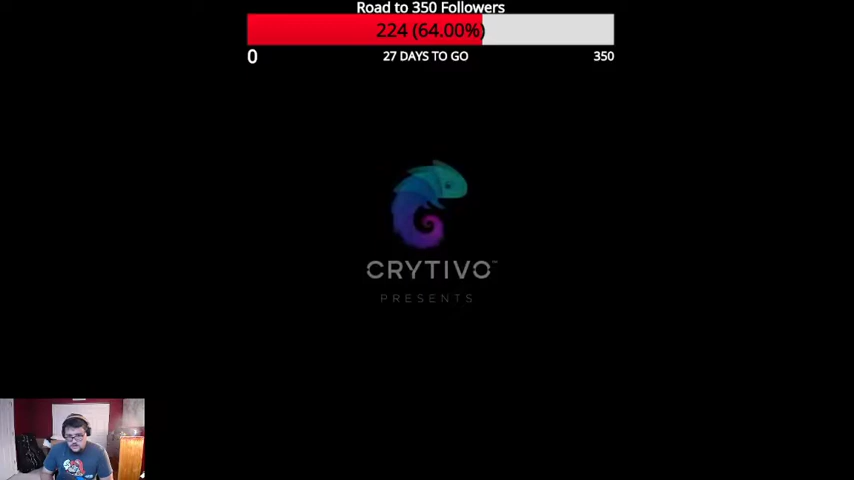 Road to 350 Followers
224 (64.00%)
0
27 DAYS TO GO
350
CRYTIVO™
PRESENTS